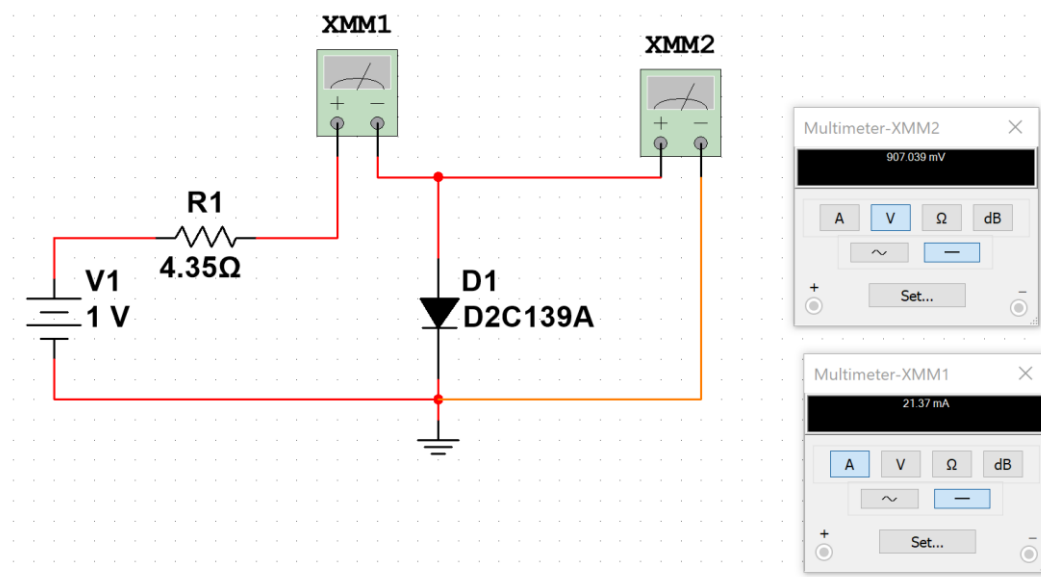 XMM1
XMM2
R1
4.35Ω
V1
1 V
D1
D2C139A
+ −
+ −
Multimeter-XMM2
907.039 mV
A V Ω dB
~ —
Set...
+ −
Multimeter-XMM1
21.37 mA
A V Ω dB
~ —
Set...
+ −